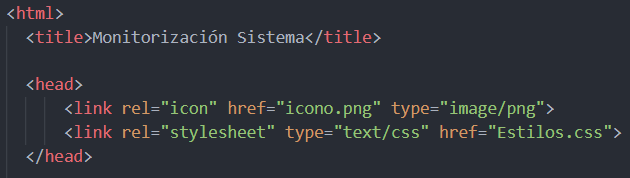 <html>
<title>Monitorización Sistema</title>
<head>
<link rel="icon" href="icono.png" type="image/png">
<link rel="stylesheet" type="text/css" href="Estilos.css">
</head>